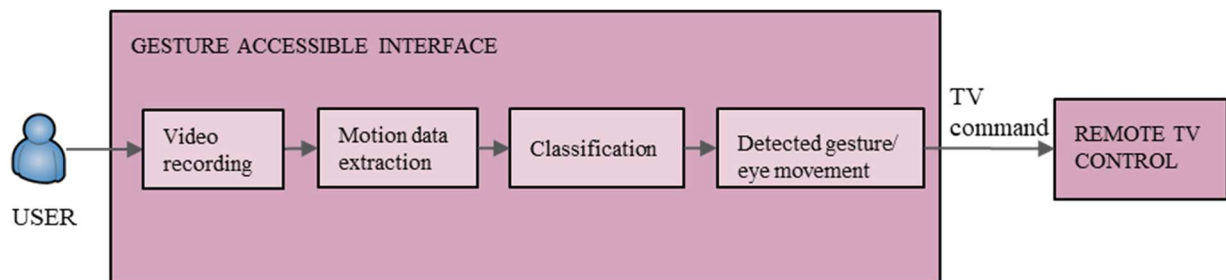 GESTURE ACCESSIBLE INTERFACE
USER
Video
recording
Motion data
extraction
Classification
Detected gesture/
eye movement
TV
command
REMOTE TV
CONTROL